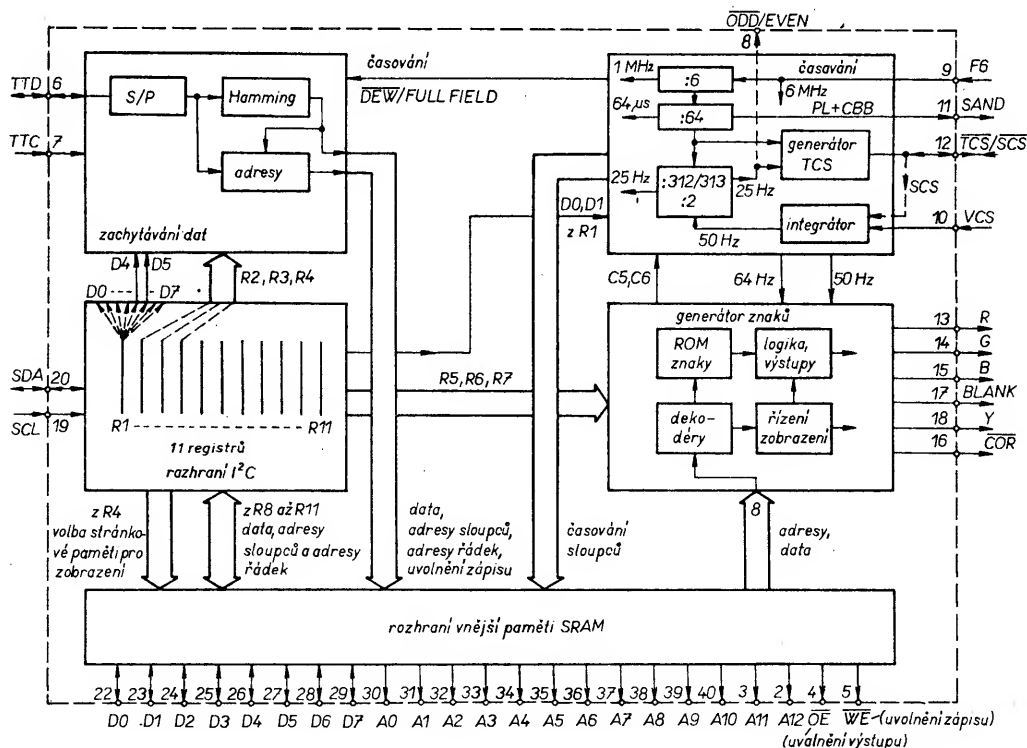 ODD/EVEN
8
TTD
6
S/P
Hamming
adresy
TTC
7
zachytávání dat
časování
DEW/FULL FIELD
1 MHz
:6
časavání
6 MHz
9
F6
64 µs
:64
PL+CBB
11
SAND
generátor
TCS
12
TCS/SCS
25 Hz
:312/313
:2
25 Hz
SCS
integrátor
10
VCS
50 Hz
D0, D1
z R1
D4
D5
R2, R3, R4
D0 ---- D7
C5, C6
64 Hz
50 Hz
SDA
20
SCL
19
R1 ---- R11
11 registrů
razhraní I²C
R5, R6, R7
generátor znaků
ROM
znaky
logika,
výstupy
deko-
déry
řízení
zobrazení
13
R
14
G
15
B
17
BLANK
18
Y
16
COR
8
z R4
volba stránko-
vé paměti pro
zobrazení
z R8 až R11
data, adresy
sloupců a adresy
řádek
data,
adresy sloupců,
adresy řádek,
uvolnění zápisu
časování
sloupců
adresy,
data
rozhraní vnější paměti SRAM
22 23 24 25 26 27 28 29 30 31 32 33 34 35 36 37 38 39 40 3 2 4 5
D0 D1 D2 D3 D4 D5 D6 D7 A0 A1 A2 A3 A4 A5 A6 A7 A8 A9 A10 A11 A12 OE WE (uvolnění zápisu)
(uválnění výstupu)